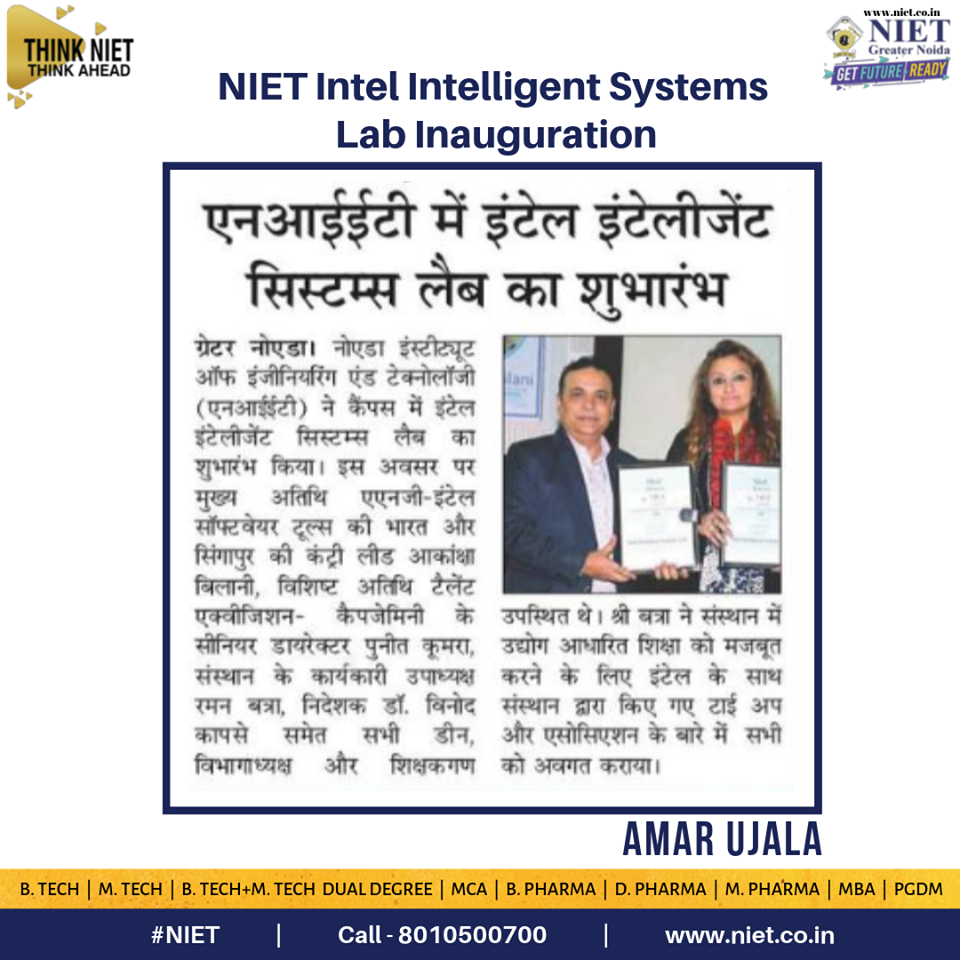 THINK NIET
THINK AHEAD
www.niet.co.in
NIET
Greater Noida
GET FUTURE READY
NIET Intel Intelligent Systems
Lab Inauguration
एनआईईटी में इंटेल इंटेलीजेंट
सिस्टम्स लैब का शुभारंभ
ग्रेटर नोएडा। नोएडा इंस्टीट्यूट
ऑफ इंजीनियरिंग एंड टेक्नोलॉजी
(एनआईईटी) ने कैंपस में इंटेल
इंटेलीजेंट सिस्टम्स लैब का
शुभारंभ किया। इस अवसर पर
मुख्य अतिथि एएनजी-इंटेल
सॉफ्टवेयर टूल्स की भारत और
सिंगापुर की कंट्री लीड आकांक्षा
बिलानी, विशिष्ट अतिथि टैलेंट
एक्वीजिशन- कैपजेमिनी के
सीनियर डायरेक्टर पुनीत कूमरा,
संस्थान के कार्यकारी उपाध्यक्ष
रमन बत्रा, निदेशक डॉ. विनोद
कापसे समेत सभी डीन,
विभागाध्यक्ष और शिक्षकगण
उपस्थित थे। श्री बत्रा ने संस्थान में
उद्योग आधारित शिक्षा को मजबूत
करने के लिए इंटेल के साथ
संस्थान द्वारा किए गए टाई अप
और एसोसिएशन के बारे में सभी
को अवगत कराया।
AMAR UJALA
B. TECH | M. TECH | B. TECH+M. TECH DUAL DEGREE | MCA | B. PHARMA | D. PHARMA | M. PHARMA | MBA | PGDM
#NIET | Call - 8010500700 | www.niet.co.in